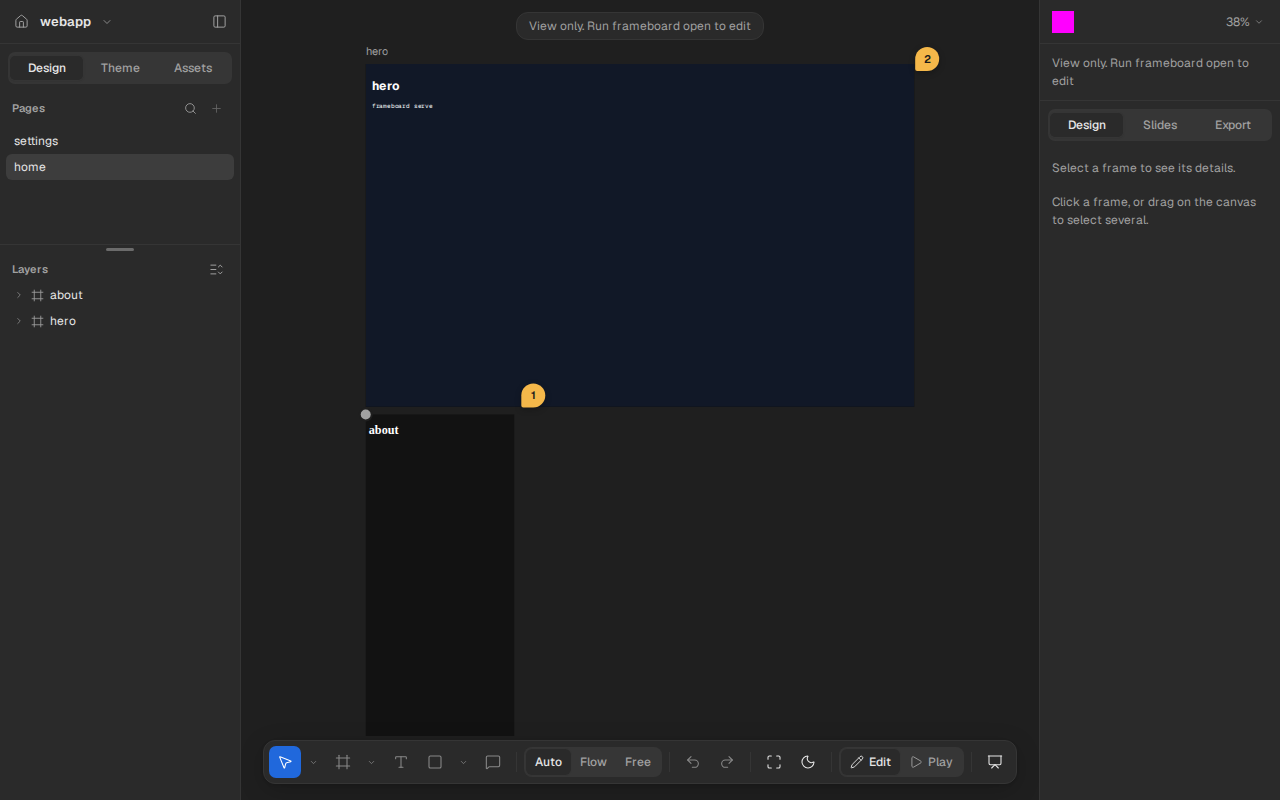 webapp
Design
Theme
Assets
Pages
settings
home
Layers
about
hero
View only. Run frameboard open to edit
hero
2
hero
frameboard serve
1
about
Auto
Flow
Free
Edit
Play
38%
View only. Run frameboard open to
edit
Design
Slides
Export
Select a frame to see its details.
Click a frame, or drag on the canvas
to select several.